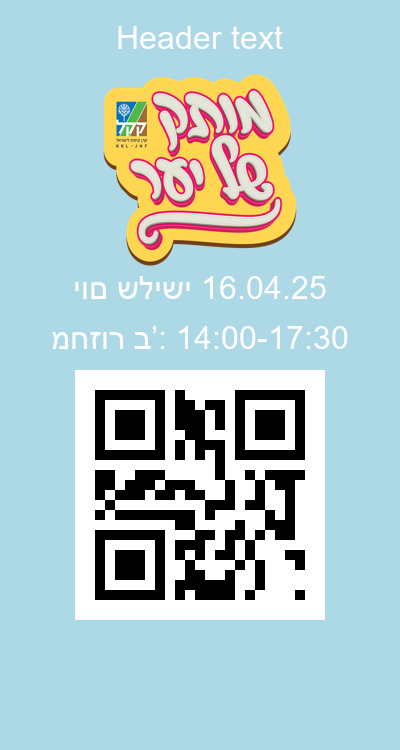 Header text
קק"ל
קרן קימת לישראל
KKL-JNF
מותק
של יער
יום שלישי 16.04.25
מחזור ב’: 14:00-17:30